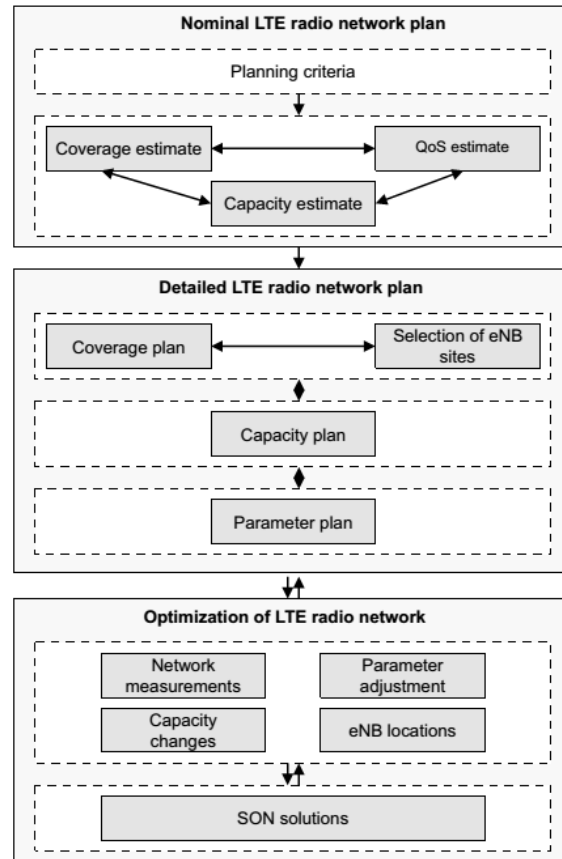 Nominal LTE radio network plan
Planning criteria
Coverage estimate
QoS estimate
Capacity estimate
Detailed LTE radio network plan
Coverage plan
Selection of eNB
sites
Capacity plan
Parameter plan
Optimization of LTE radio network
Network
measurements
Parameter
adjustment
Capacity
changes
eNB locations
SON solutions